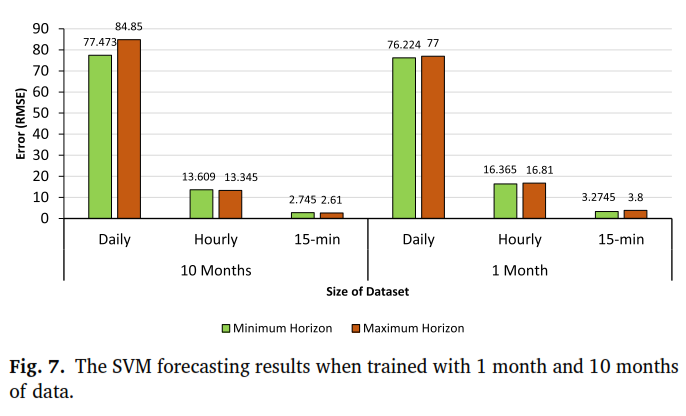 90
80
70
60
50
40
30
20
10
0
Error (RMSE)
77.473 84.85
13.609 13.345
2.745 2.61
76.224 77
16.365 16.81
3.2745 3.8
Daily Hourly 15-min Daily Hourly 15-min
10 Months 1 Month
Size of Dataset
Minimum Horizon Maximum Horizon
Fig. 7. The SVM forecasting results when trained with 1 month and 10 months
of data.